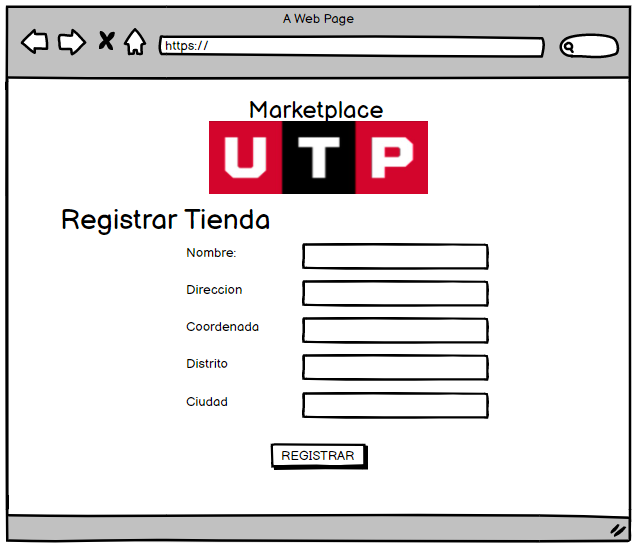 A Web Page
https://
Marketplace
UTP
Registrar Tienda
Nombre:
Direccion
Coordenada
Distrito
Ciudad
REGISTRAR